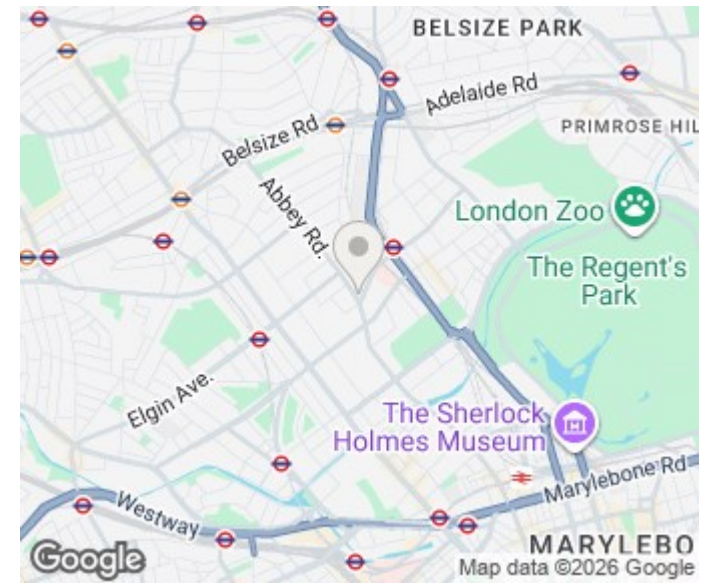 BELSIZE PARK
Adelaide Rd
Belsize Rd
PRIMROSE HIL
Abbey Rd.
London Zoo
The Regent's
Park
Elgin Ave.
The Sherlock
Holmes Museum
Marylebone Rd
Westway
MARYLEBO
Google
Map data ©2026 Google